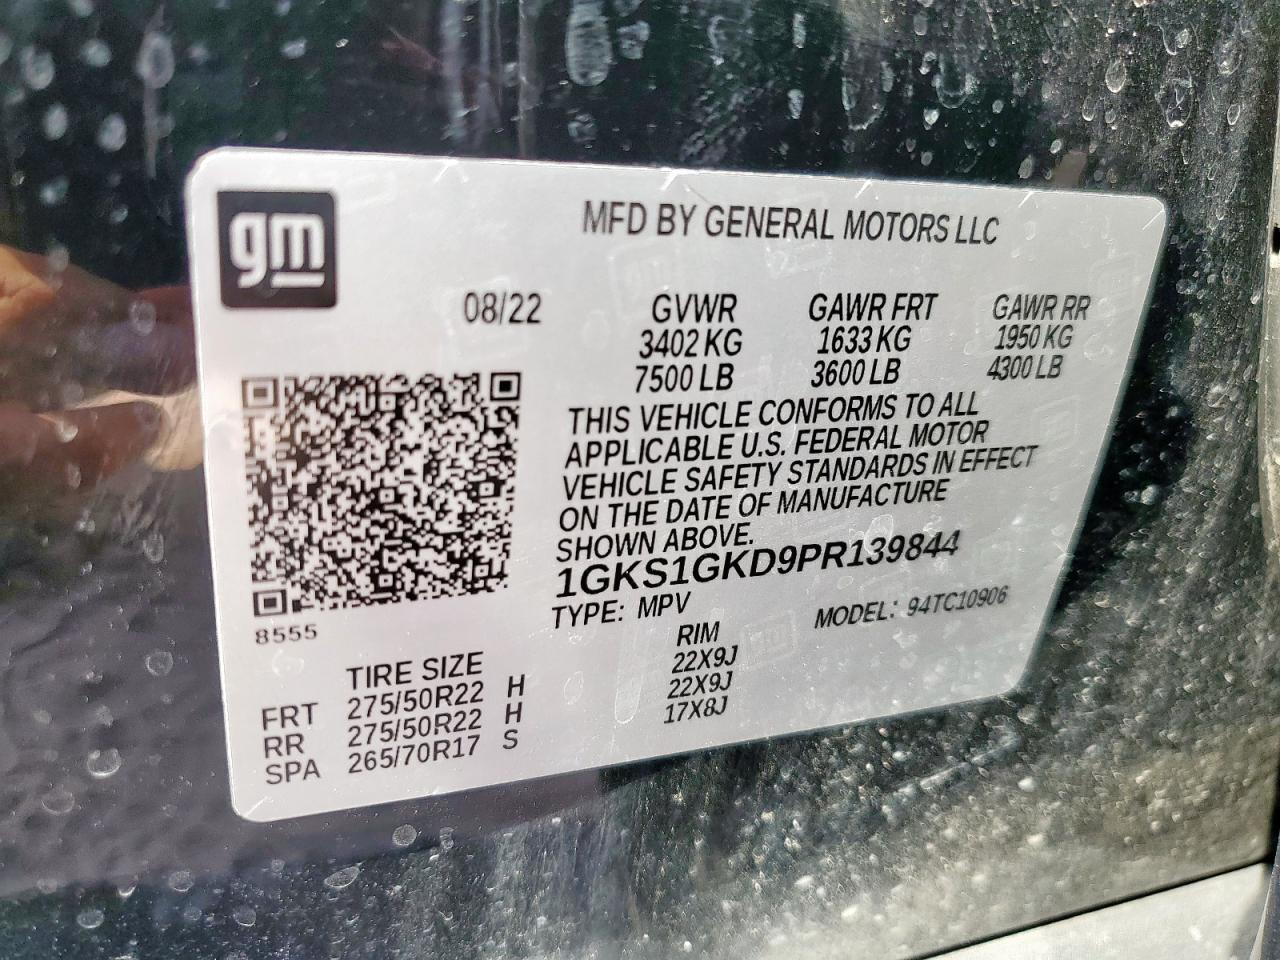 gm
MFD BY GENERAL MOTORS LLC
08/22 GVWR GAWR FRT GAWR RR
3402 KG 1633 KG 1950 KG
7500 LB 3600 LB 4300 LB
THIS VEHICLE CONFORMS TO ALL
APPLICABLE U.S. FEDERAL MOTOR
VEHICLE SAFETY STANDARDS IN EFFECT
ON THE DATE OF MANUFACTURE
SHOWN ABOVE.
1GKS1GKD9PR139844
TYPE: MPV MODEL: 94TC10906
8555
TIRE SIZE RIM
FRT 275/50R22 H 22X9J
RR 275/50R22 H 22X9J
SPA 265/70R17 S 17X8J